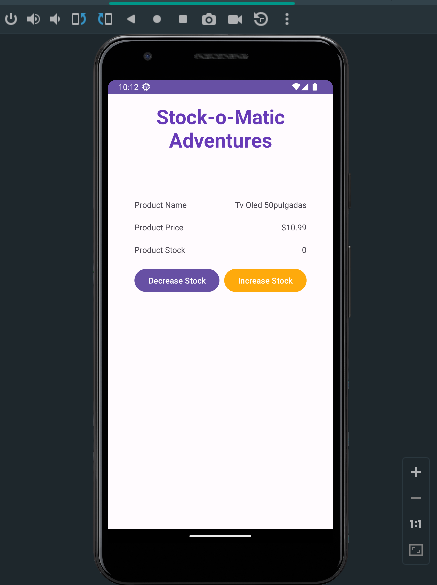 10:12
Stock-o-Matic
Adventures
Product Name Tv Oled 50pulgadas
Product Price $10.99
Product Stock 0
Decrease Stock Increase Stock
1:1